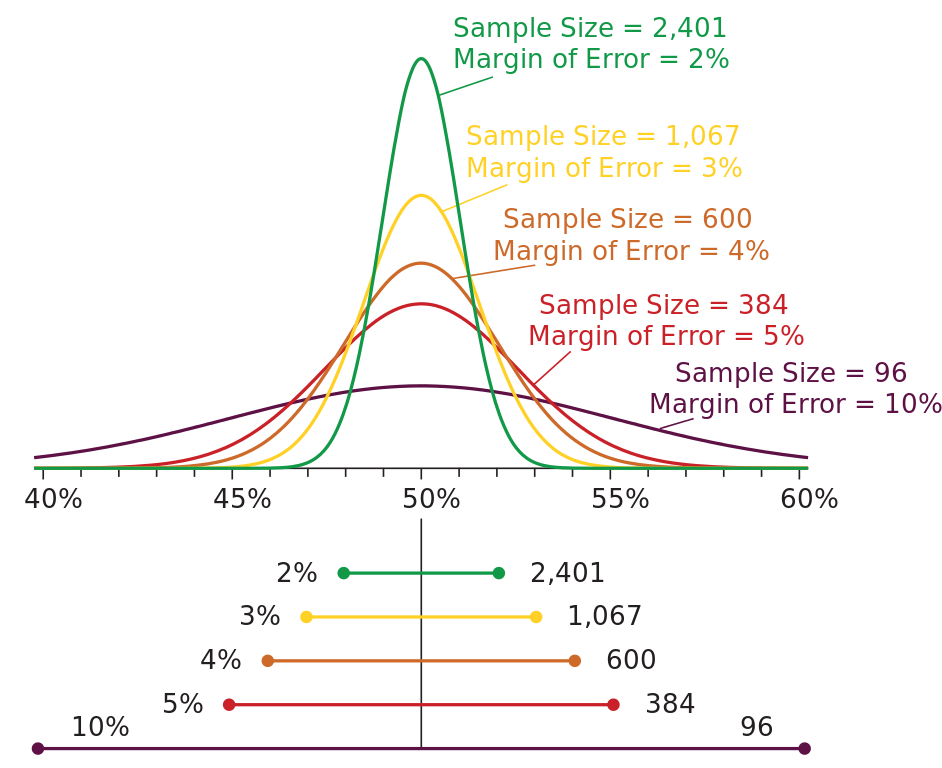 Sample Size = 2,401
Margin of Error = 2%
Sample Size = 1,067
Margin of Error = 3%
Sample Size = 600
Margin of Error = 4%
Sample Size = 384
Margin of Error = 5%
Sample Size = 96
Margin of Error = 10%
40% 45% 50% 55% 60%
2% 2,401
3% 1,067
4% 600
5% 384
10% 96